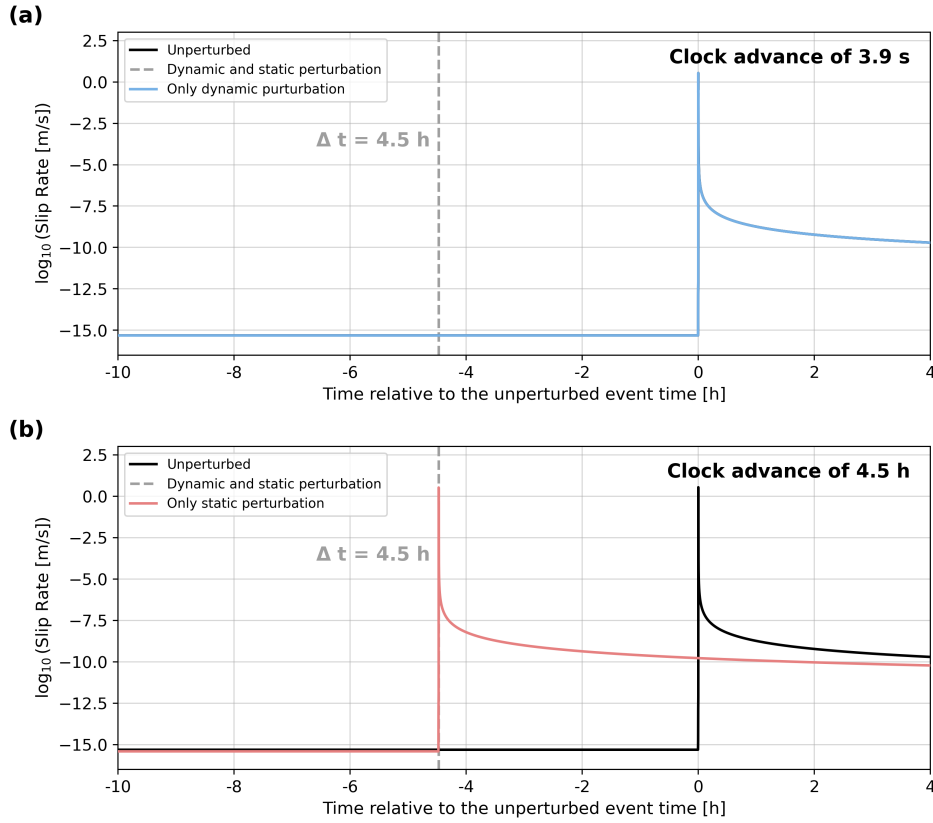 (a)
Unperturbed
Dynamic and static perturbation
Only dynamic purturbation
Clock advance of 3.9 s
Δ t = 4.5 h
log₁₀(Slip Rate [m/s])
2.5
0.0
−2.5
−5.0
−7.5
−10.0
−12.5
−15.0
-10 -8 -6 -4 -2 0 2 4
Time relative to the unperturbed event time [h]
(b)
Unperturbed
Dynamic and static perturbation
Only static perturbation
Clock advance of 4.5 h
Δ t = 4.5 h
log₁₀(Slip Rate [m/s])
2.5
0.0
−2.5
−5.0
−7.5
−10.0
−12.5
−15.0
-10 -8 -6 -4 -2 0 2 4
Time relative to the unperturbed event time [h]